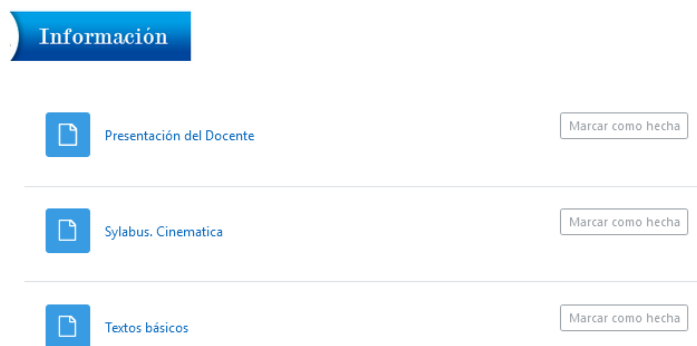 Información
Presentación del Docente
Marcar como hecha
Sylabus. Cinematica
Marcar como hecha
Textos básicos
Marcar como hecha